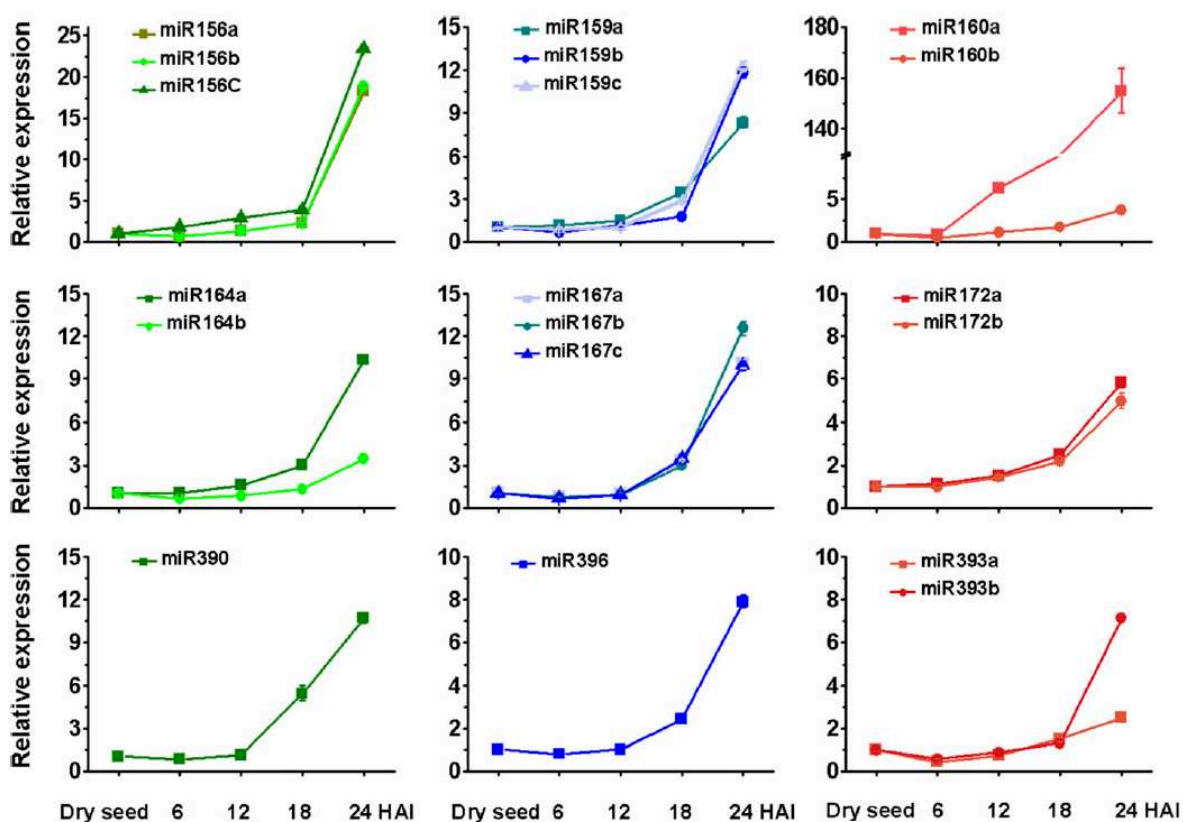 Relative expression
25
20
15
10
5
0
miR156a
miR156b
miR156C
15
12
9
6
3
0
miR159a
miR159b
miR159c
180
160
140
5
0
miR160a
miR160b
Relative expression
15
12
9
6
3
0
miR164a
miR164b
15
12
9
6
3
0
miR167a
miR167b
miR167c
10
8
6
4
2
0
miR172a
miR172b
Relative expression
15
12
9
6
3
0
miR390
10
8
6
4
2
0
miR396
10
8
6
4
2
0
miR393a
miR393b
Dry seed 6 12 18 24 HAI
Dry seed 6 12 18 24 HAI
Dry seed 6 12 18 24 HAI